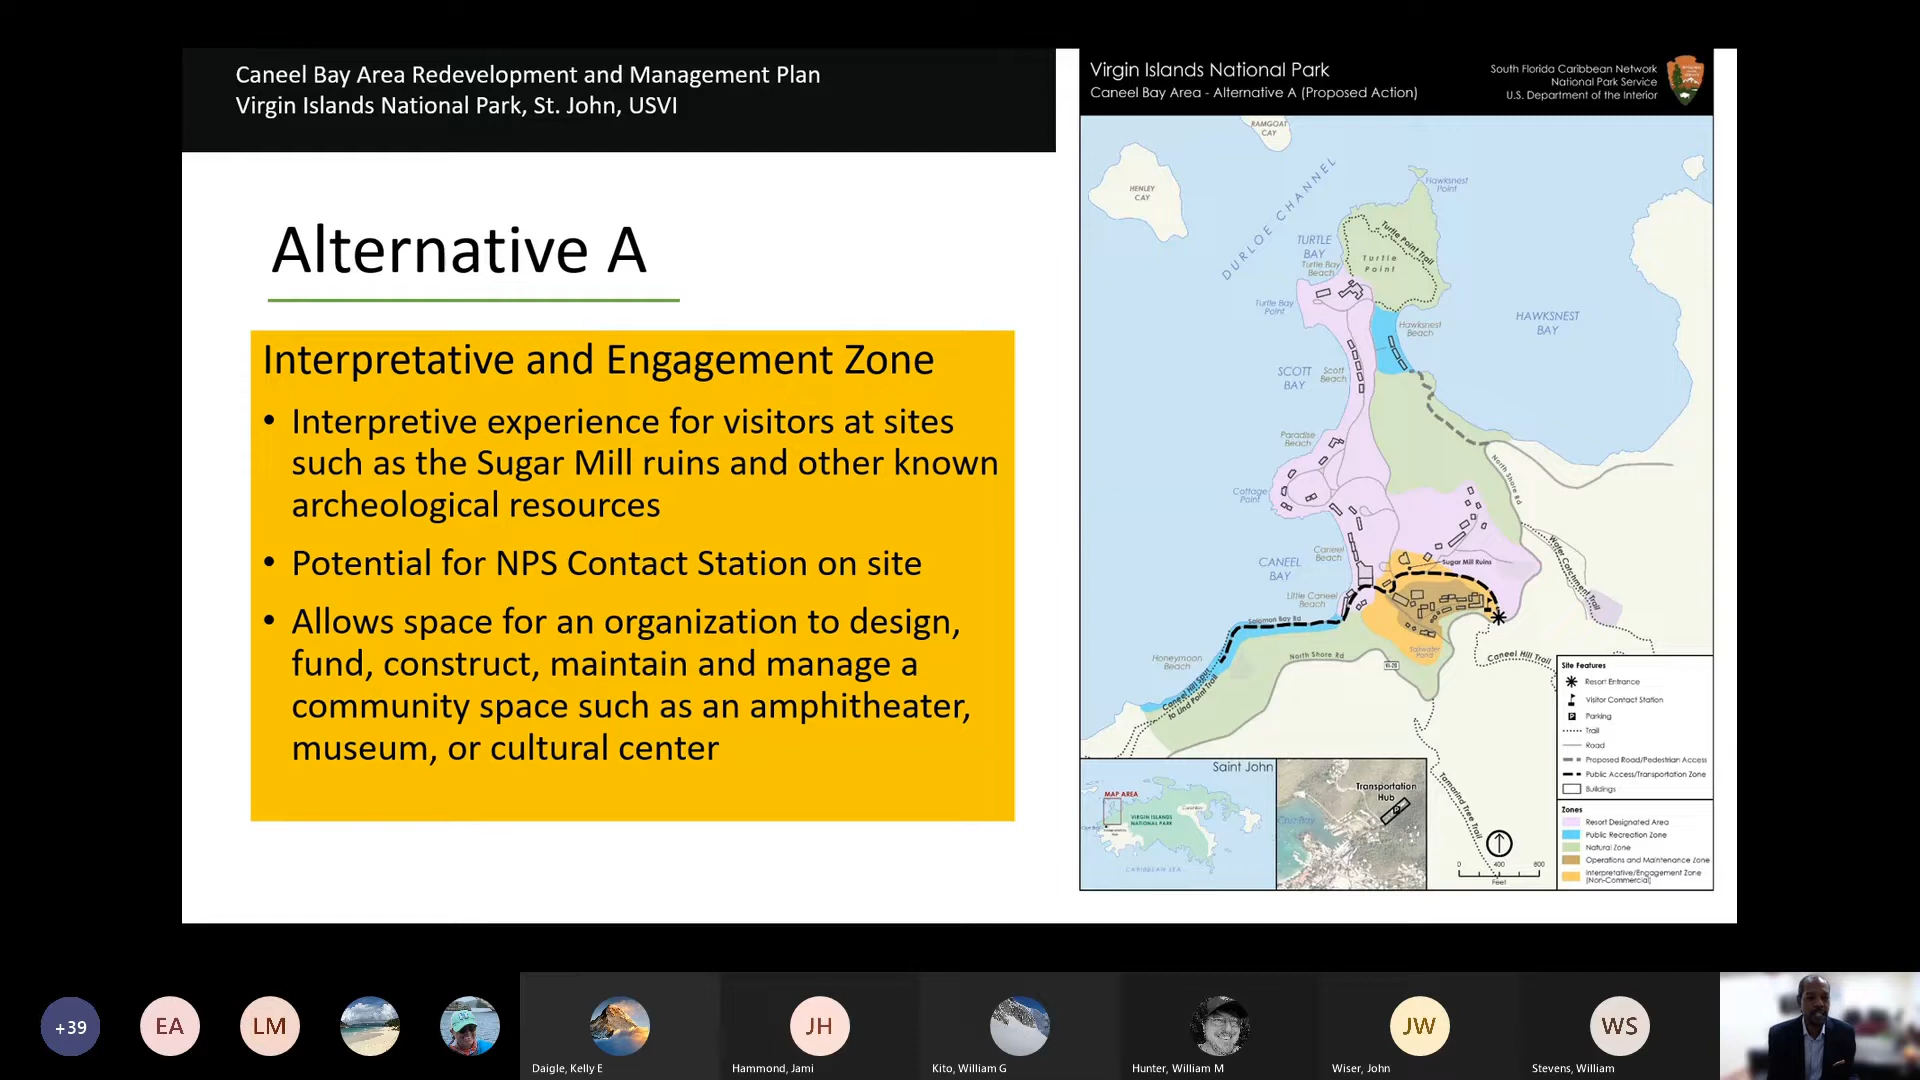 Caneel Bay Area Redevelopment and Management Plan
Virgin Islands National Park, St. John, USVI
Alternative A
Interpretative and Engagement Zone
• Interpretive experience for visitors at sites
such as the Sugar Mill ruins and other known
archeological resources
• Potential for NPS Contact Station on site
• Allows space for an organization to design,
fund, construct, maintain and manage a
community space such as an amphitheater,
museum, or cultural center
Virgin Islands National Park
Caneel Bay Area - Alternative A (Proposed Action)
South Florida Caribbean Network
National Park Service
U.S. Department of the Interior
RAMGOAT
CAY
HENLEY
CAY
DURLOE CHANNEL
Hawksnest
Point
TURTLE
BAY
Turtle Bay
Beach
Turtle Point Trail
Turtle
Point
Turtle Bay
Point
Hawksnest
Beach
HAWKSNEST
BAY
SCOTT
BAY
Scott
Beach
Paradise
Beach
Cottage
Point
North Shore Rd
Caneel
Beach
CANEEL
BAY
Sugar Mill Ruins
Water Catchment Trail
Little Caneel
Beach
Solomon Bay Rd
Saltwater
Pond
Honeymoon
Beach
North Shore Rd
Caneel Hill Trail
Caneel Hill Spur
to Lind Point Trail
Tamarind Tree Trail
Site Features
Resort Entrance
Visitor Contact Station
P Parking
Trail
Road
Proposed Road/Pedestrian Access
Public Access/Transportation Zone
Buildings
Zones
Resort Designated Area
Public Recreation Zone
Natural Zone
Operations and Maintenance Zone
Interpretative/Engagement Zone
(Non-Commercial)
0 400 800
Feet
Saint John
MAP AREA
VIRGIN ISLANDS
NATIONAL PARK
CARIBBEAN SEA
Transportation
Hub
Cruz Bay
+39
EA
LM
JH
JW
WS
Daigle, Kelly E
Hammond, Jami
Kito, William G
Hunter, William M
Wiser, John
Stevens, William